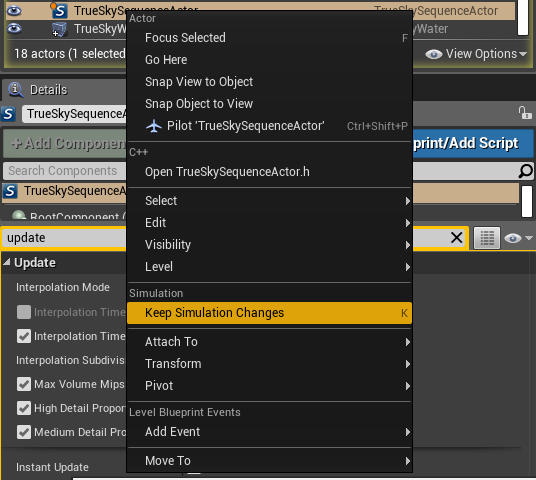 TrueSkySequenceActor TrueSkySequenceActor
TrueSkyW Water
18 actors (1 selected View Options
Details
TrueSkySequenceA
+Add Compone print/Add Script
Search Components
TrueSkySequenceA
RootComponent (
update
Update
Interpolation Mode
Interpolation Time
Interpolation Time
Interpolation Subdivis
Max Volume Mips
High Detail Propor
Medium Detail Pro
Instant Update
Actor
Focus Selected F
Go Here
Snap View to Object
Snap Object to View
Pilot 'TrueSkySequenceActor' Ctrl+Shift+P
C++
Open TrueSkySequenceActor.h
Select
Edit
Visibility
Level
Simulation
Keep Simulation Changes K
Attach To
Transform
Pivot
Level Blueprint Events
Add Event
Move To